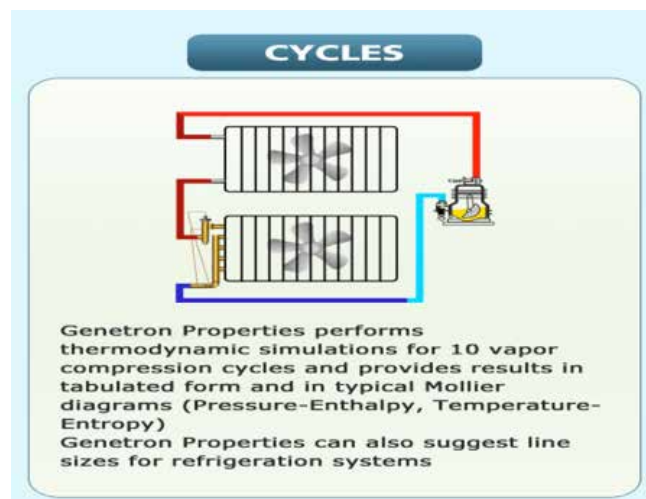 CYCLES
Genetron Properties performs
thermodynamic simulations for 10 vapor
compression cycles and provides results in
tabulated form and in typical Mollier
diagrams (Pressure-Enthalpy, Temperature-
Entropy)
Genetron Properties can also suggest line
sizes for refrigeration systems